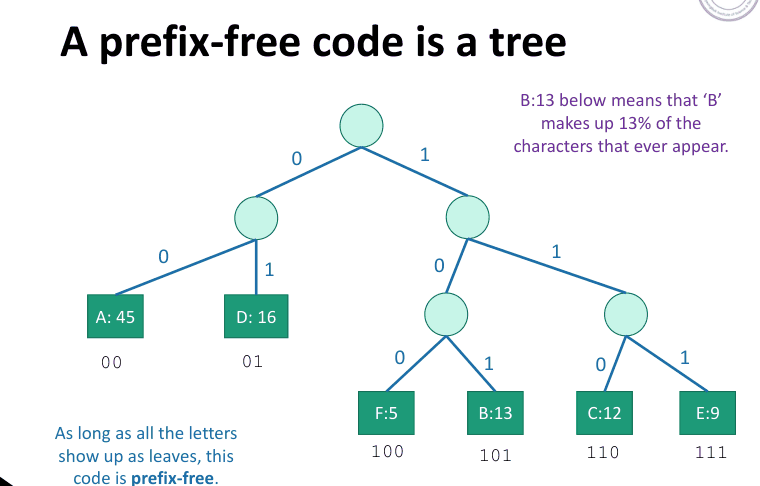 A prefix-free code is a tree
B:13 below means that ‘B’
makes up 13% of the
characters that ever appear.
0
1
0
1
0
1
A: 45
D: 16
00
01
0
1
0
1
F:5
B:13
C:12
E:9
100
101
110
111
As long as all the letters
show up as leaves, this
code is prefix-free.